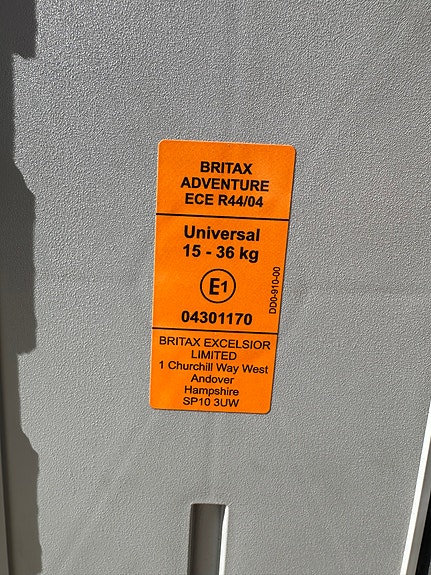 BRITAX
ADVENTURE
ECE R44/04
Universal
15 - 36 kg
E1
04301170
DD0-910-00
BRITAX EXCELSIOR
LIMITED
1 Churchill Way West
Andover
Hampshire
SP10 3UW